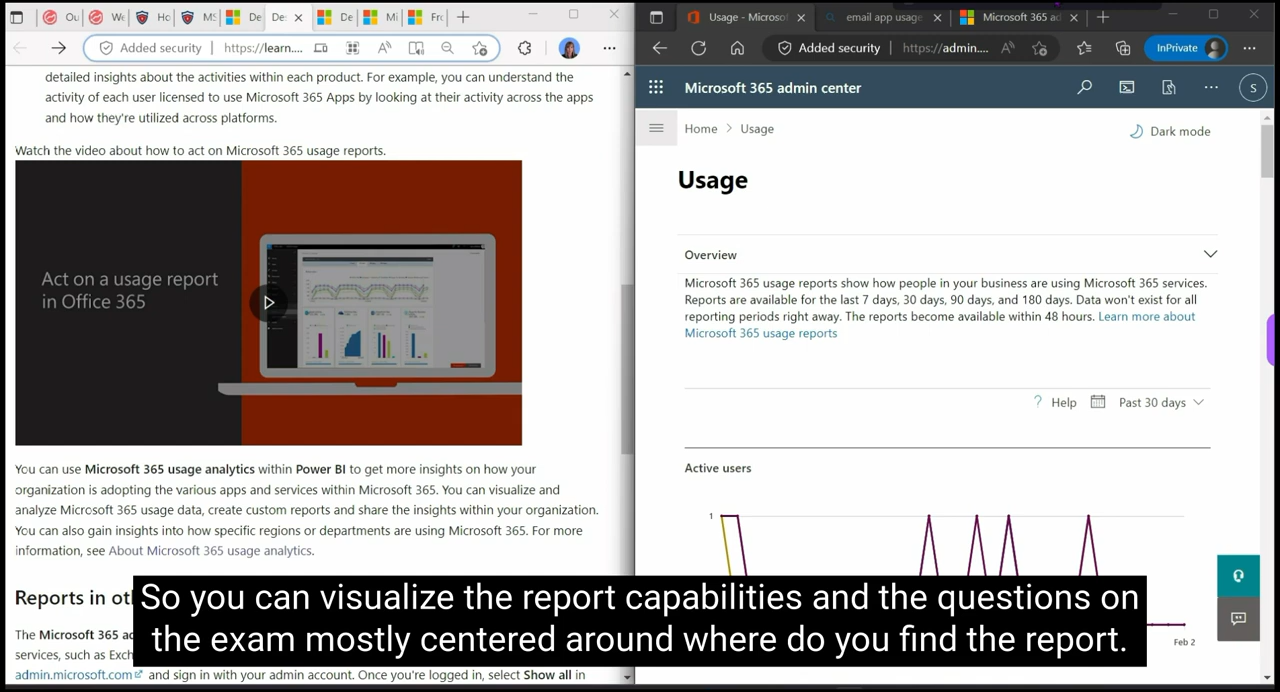 Ou
We
Ho
MS
De
De:
De
Mi
Fro
Added security
https://learn....
detailed insights about the activities within each product. For example, you can understand the
activity of each user licensed to use Microsoft 365 Apps by looking at their activity across the apps
and how they're utilized across platforms.
Watch the video about how to act on Microsoft 365 usage reports.
Act on a usage report
in Office 365
You can use Microsoft 365 usage analytics within Power BI to get more insights on how your
organization is adopting the various apps and services within Microsoft 365. You can visualize and
analyze Microsoft 365 usage data, create custom reports and share the insights within your organization.
You can also gain insights into how specific regions or departments are using Microsoft 365. For more
information, see About Microsoft 365 usage analytics.
Reports in ot
The Microsoft 365 ad
services, such as Exch
admin.microsoft.com and sign in with your admin account. Once you're logged in, select Show all in
Usage - Microsof
email app usage
Microsoft 365 ad
Added security
https://admin....
InPrivate
Microsoft 365 admin center
S
Home > Usage
Dark mode
Usage
Overview
Microsoft 365 usage reports show how people in your business are using Microsoft 365 services.
Reports are available for the last 7 days, 30 days, 90 days, and 180 days. Data won't exist for all
reporting periods right away. The reports become available within 48 hours. Learn more about
Microsoft 365 usage reports
? Help
Past 30 days
Active users
1
Feb 2
So you can visualize the report capabilities and the questions on
the exam mostly centered around where do you find the report.